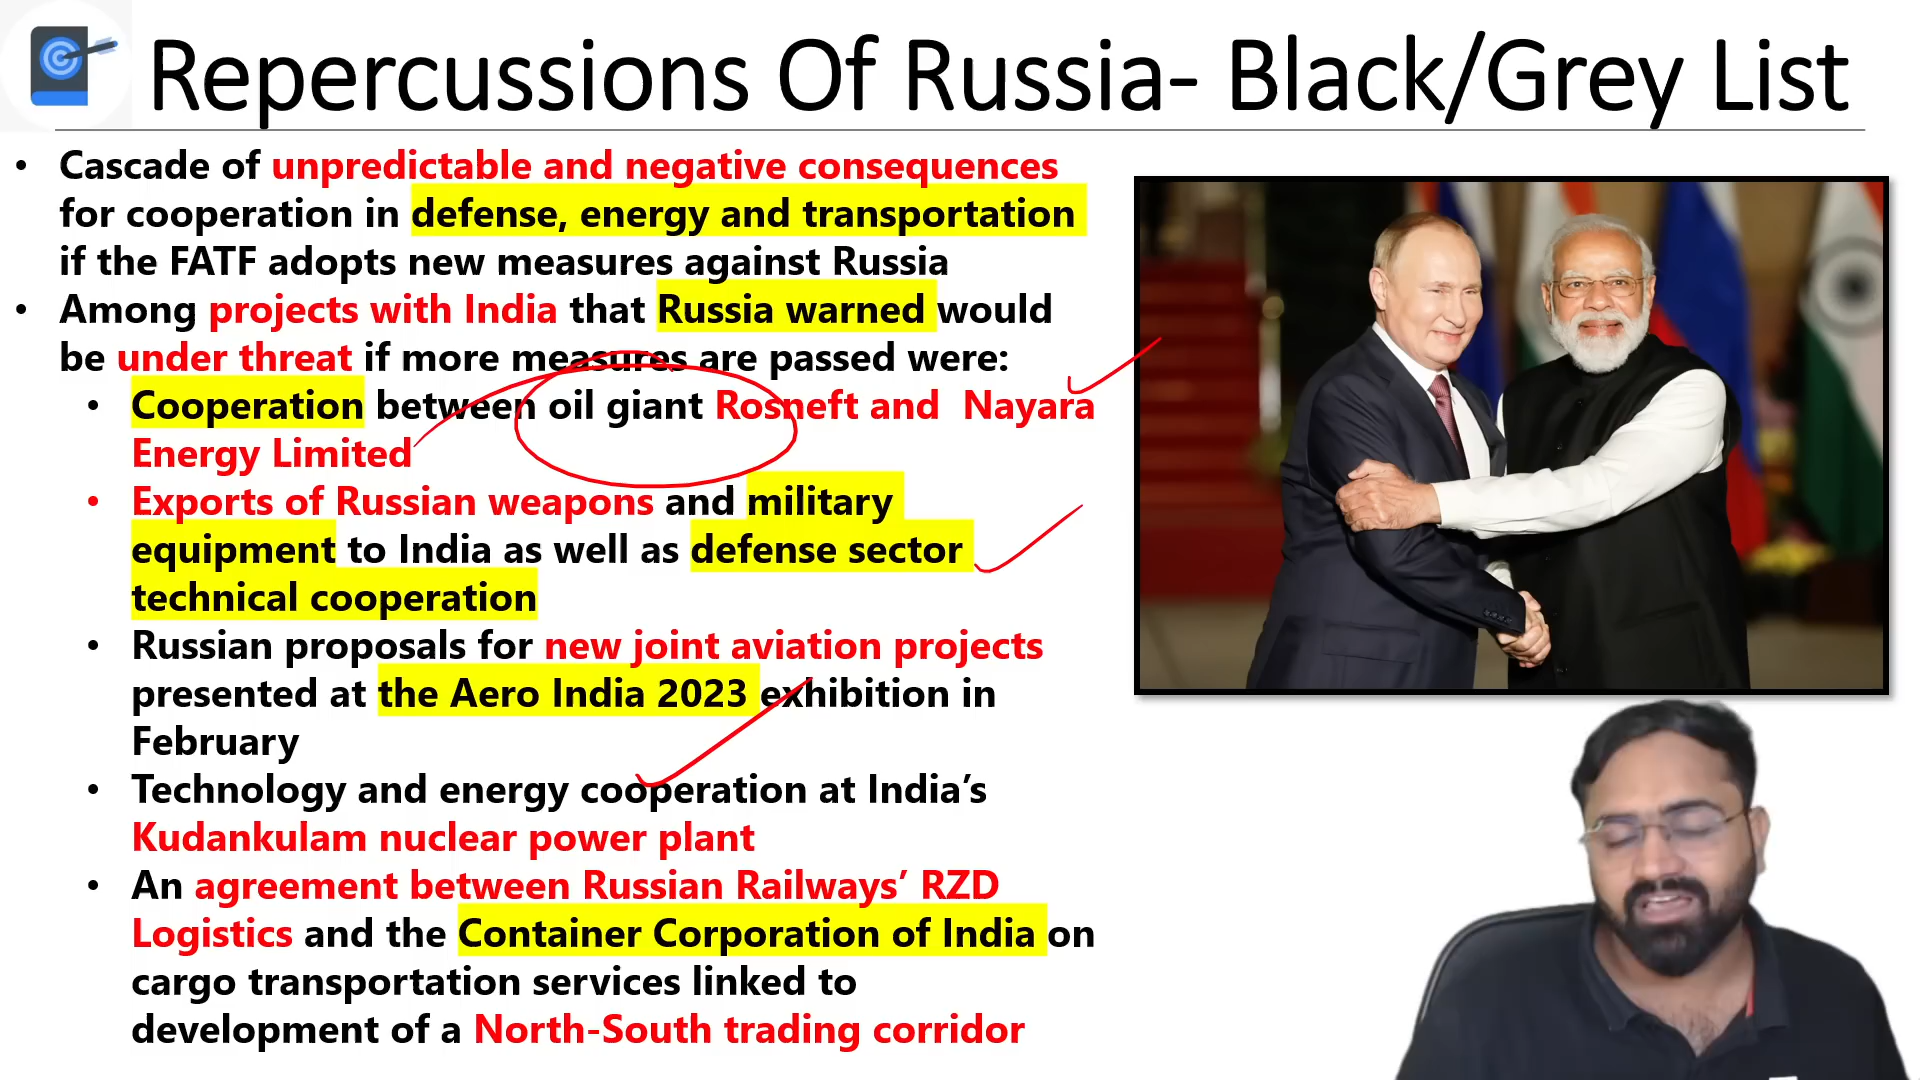 Repercussions Of Russia- Black/Grey List
• Cascade of unpredictable and negative consequences
for cooperation in defense, energy and transportation
if the FATF adopts new measures against Russia
• Among projects with India that Russia warned would
be under threat if more measures are passed were:
• Cooperation between oil giant Rosneft and Nayara
Energy Limited
• Exports of Russian weapons and military
equipment to India as well as defense sector
technical cooperation
• Russian proposals for new joint aviation projects
presented at the Aero India 2023 exhibition in
February
• Technology and energy cooperation at India’s
Kudankulam nuclear power plant
• An agreement between Russian Railways’ RZD
Logistics and the Container Corporation of India on
cargo transportation services linked to
development of a North-South trading corridor